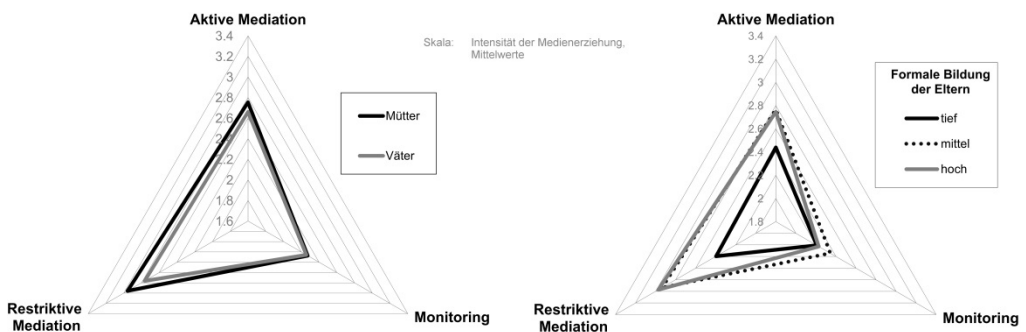 Aktive Mediation
3.4
3.2
3
2.8
2.6
2.4
2.2
2
1.8
1.6
Restriktive
Mediation
Monitoring
Mütter
Väter
Skala: Intensität der Medienerziehung,
Mittelwerte
Aktive Mediation
3.4
3.2
3
2.8
2.6
2.4
2.2
2
1.8
Restriktive
Mediation
Monitoring
Formale Bildung
der Eltern
tief
mittel
hoch